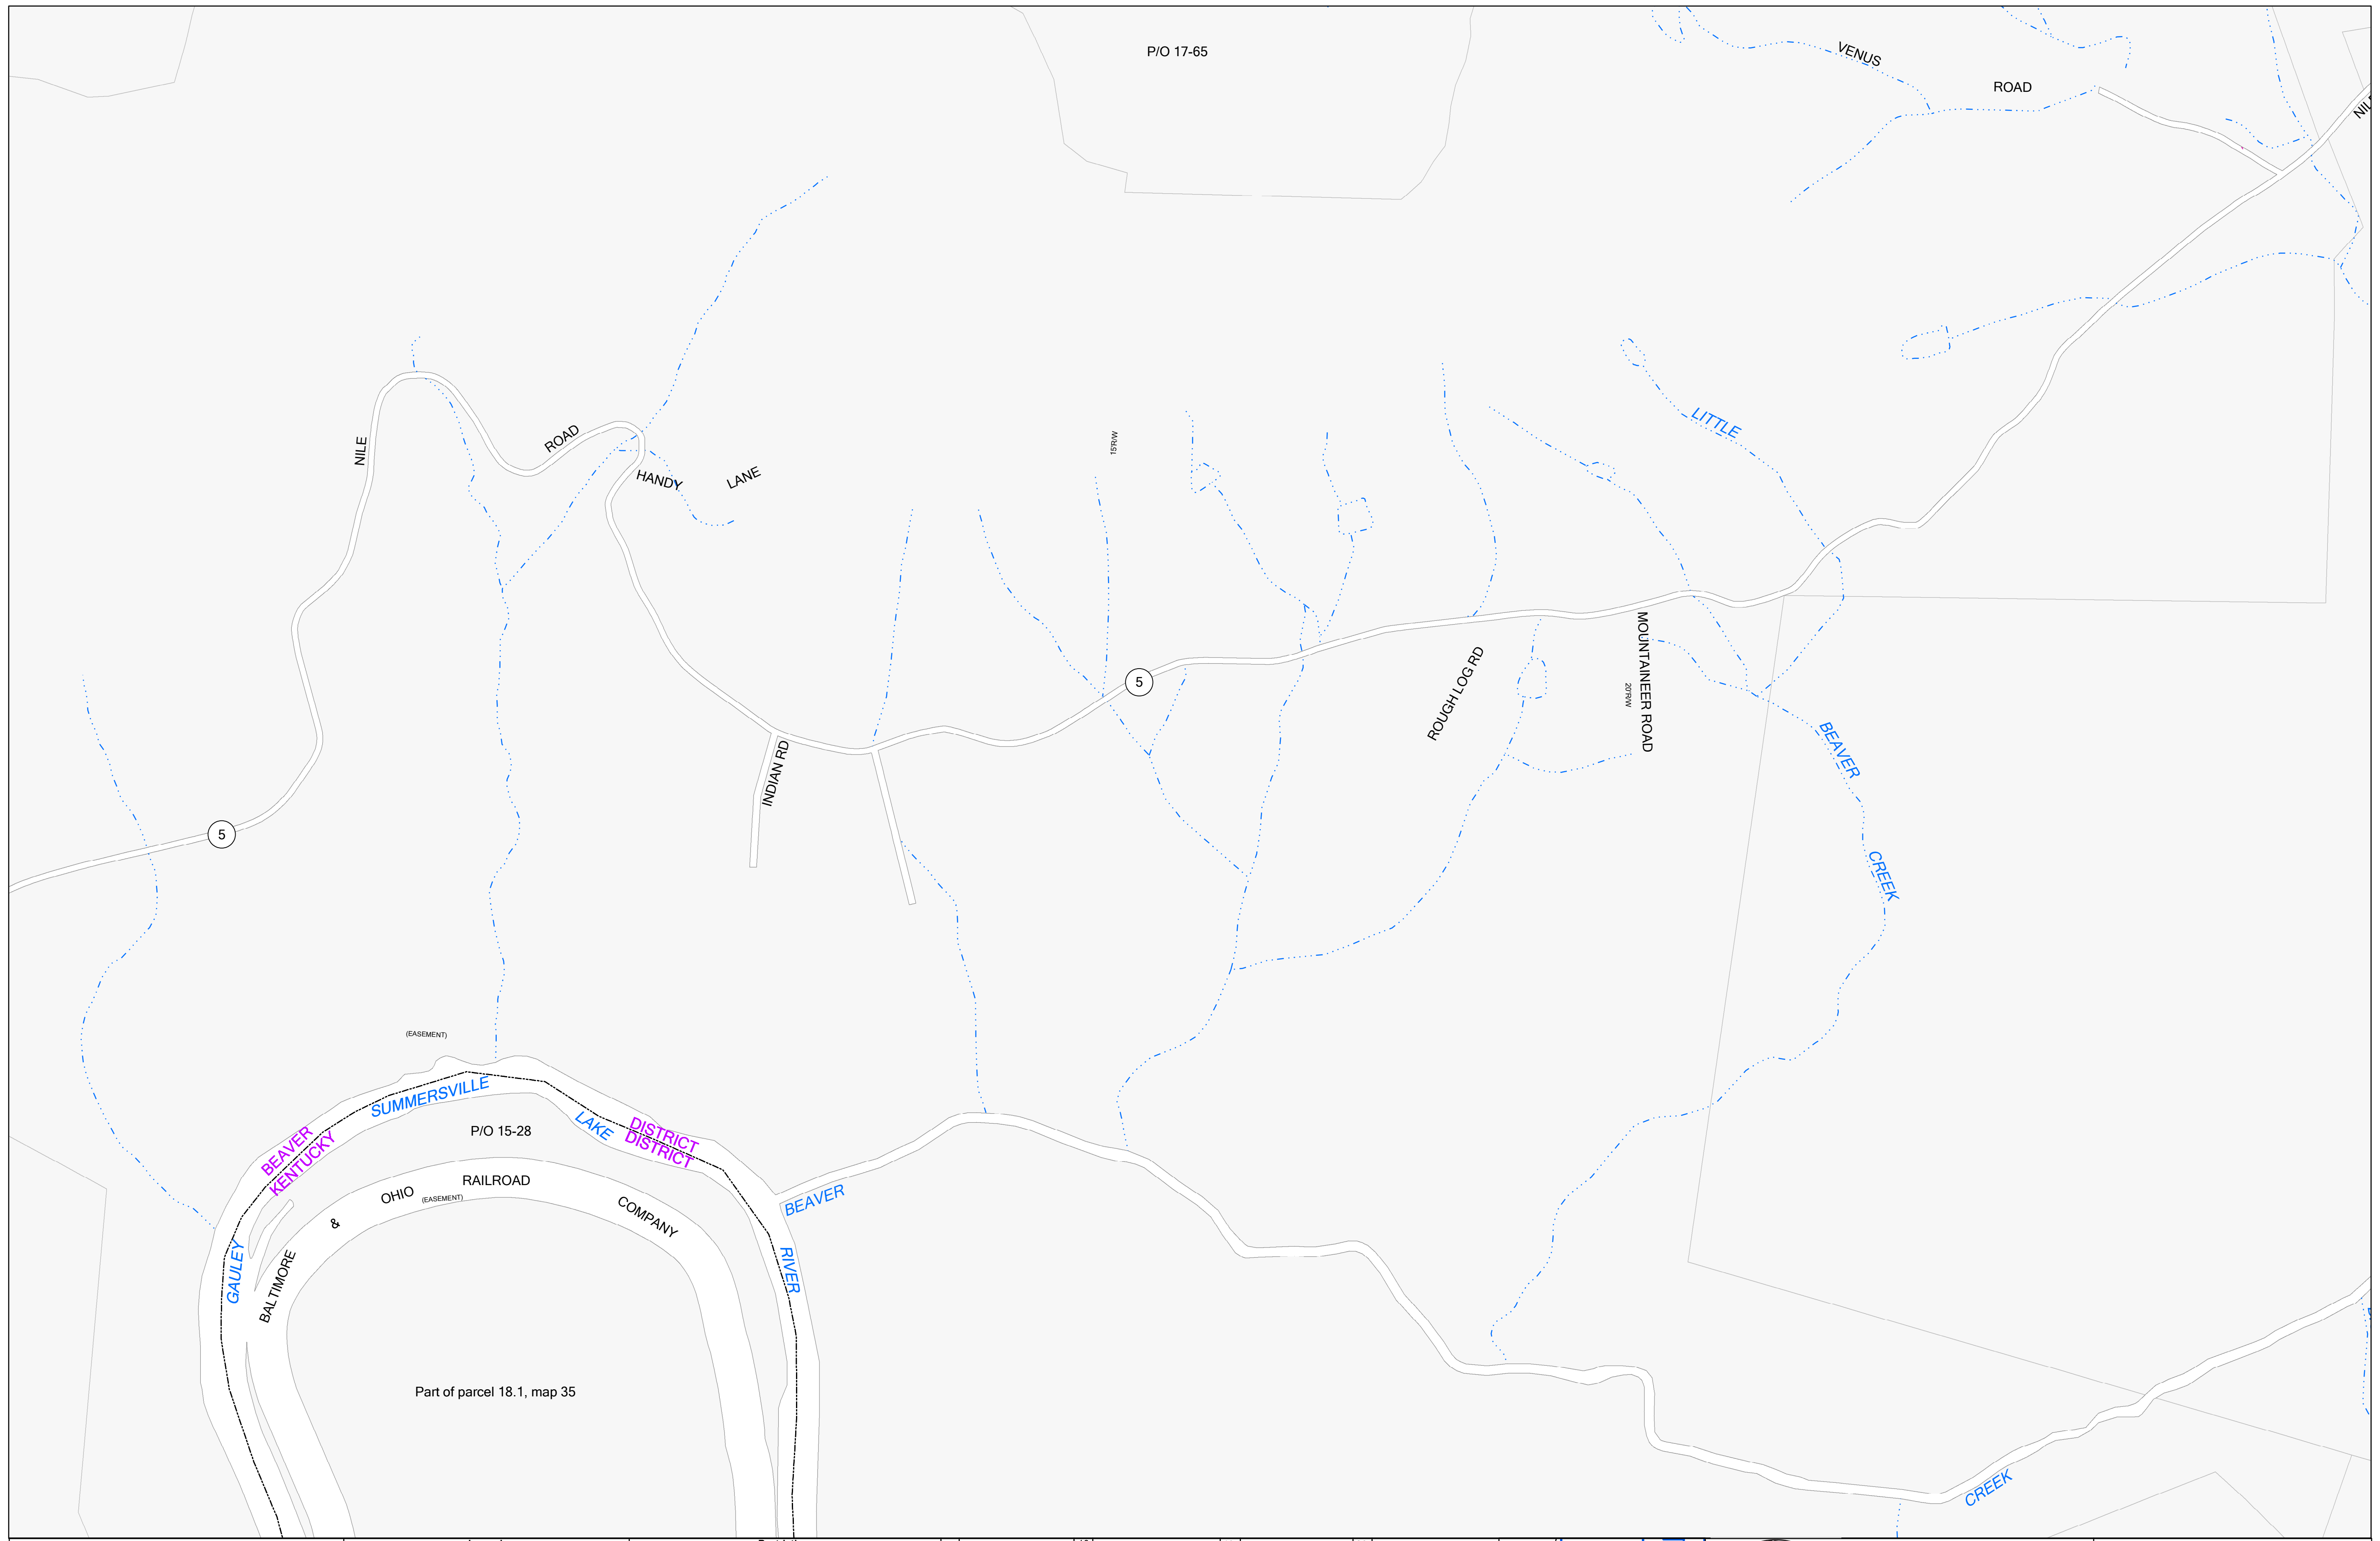 P/O 17-65
VENUS
ROAD
NILE
ROAD
HANDY
LANE
15'R/W
LITTLE
NILE
5
ROUGH LOG RD
MOUNTAINEER ROAD
20'R/W
BEAVER
CREEK
INDIAN RD
5
(EASEMENT)
SUMMERSVILLE
LAKE
BEAVER DISTRICT
KENTUCKY DISTRICT
P/O 15-28
BALTIMORE & OHIO RAILROAD COMPANY
(EASEMENT)
GAULEY
RIVER
BEAVER
CREEK
Part of parcel 18.1, map 35